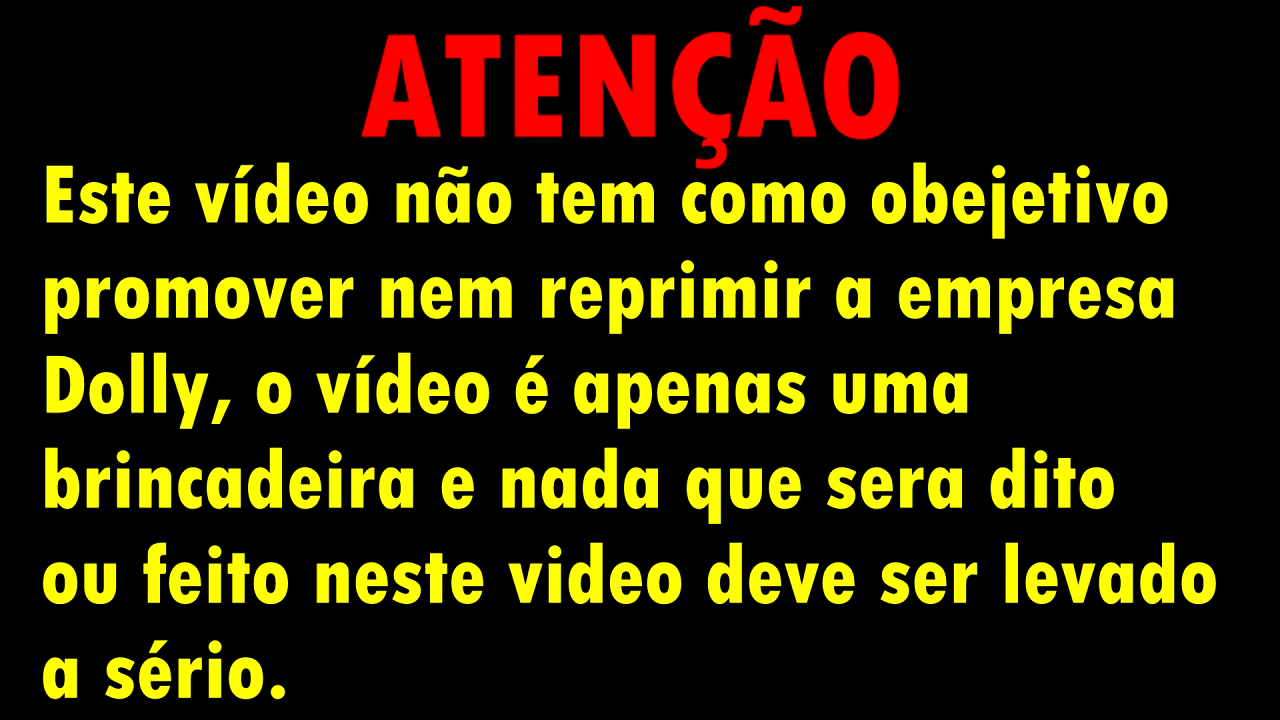 ATENÇÃO
Este vídeo não tem como obejetivo
promover nem reprimir a empresa
Dolly, o vídeo é apenas uma
brincadeira e nada que sera dito
ou feito neste video deve ser levado
a sério.